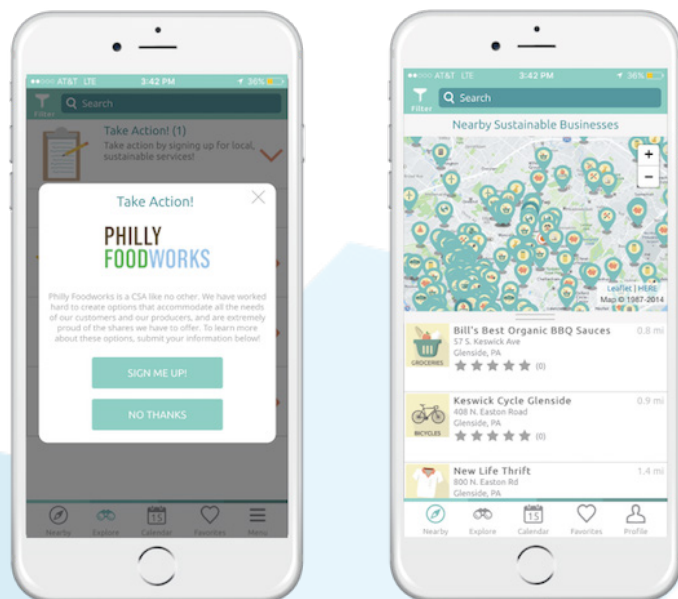 ●●○○○ AT&T LTE 3:42 PM 36%
Filter
Search
Take Action! (1)
Take action by signing up for local,
sustainable services!
Take Action!
PHILLY
FOODWORKS
Philly Foodworks is a CSA like no other. We have worked
hard to create options that accommodate all the needs
of our customers and our producers, and are extremely
proud of the shares we have to offer. To learn more
about these options, submit your information below!
SIGN ME UP!
NO THANKS
15
Nearby Explore Calendar Favorites Menu
●●○○○ AT&T LTE 3:42 PM 36%
Filter
Search
Nearby Sustainable Businesses
+
−
Leaflet | HERE
Map © 1987-2014
GROCERIES
Bill's Best Organic BBQ Sauces 0.8 mi
57 S. Keswick Ave
Glenside, PA
(0)
BICYCLES
Keswick Cycle Glenside 0.9 mi
408 N. Easton Road
Glenside, PA
(0)
New Life Thrift 1.4 mi
800 N. Easton Rd
Glenside, PA
15
Nearby Explore Calendar Favorites Profile